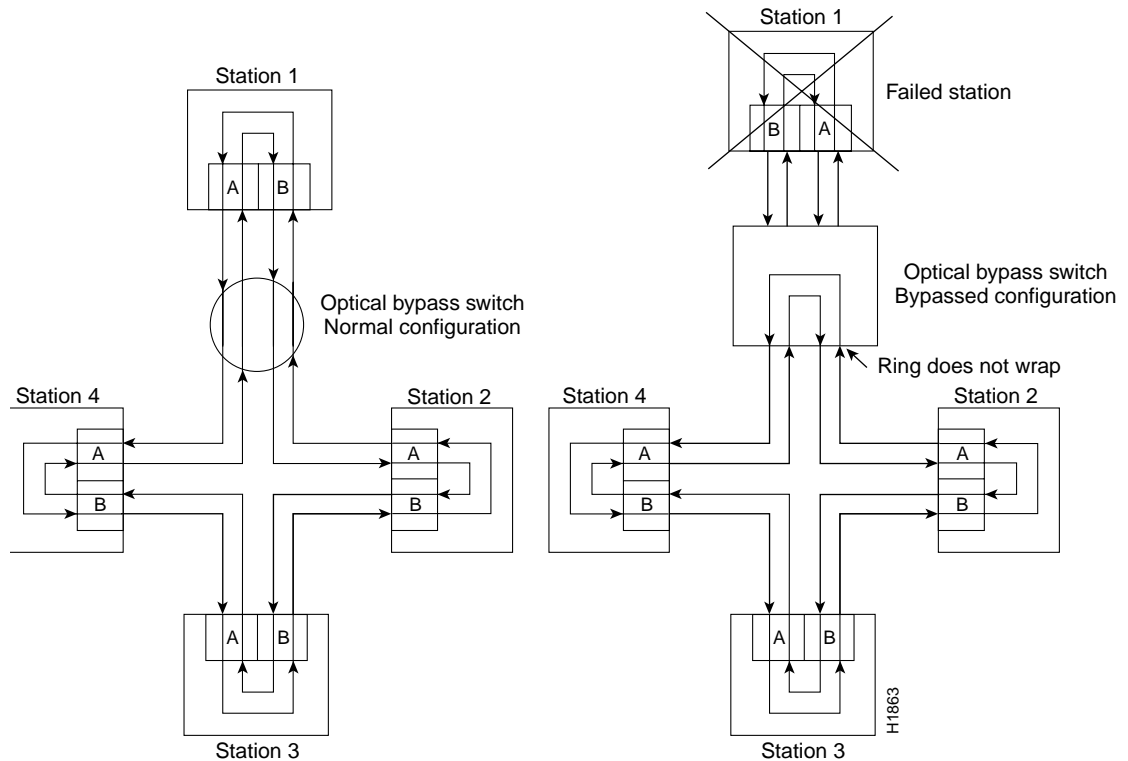 Station 1
A
B
Optical bypass switch
Normal configuration
Station 4
A
B
Station 2
A
B
A
B
Station 3
Station 1
Failed station
B
A
Optical bypass switch
Bypassed configuration
Ring does not wrap
Station 4
A
B
Station 2
A
B
A
B
Station 3
H1863